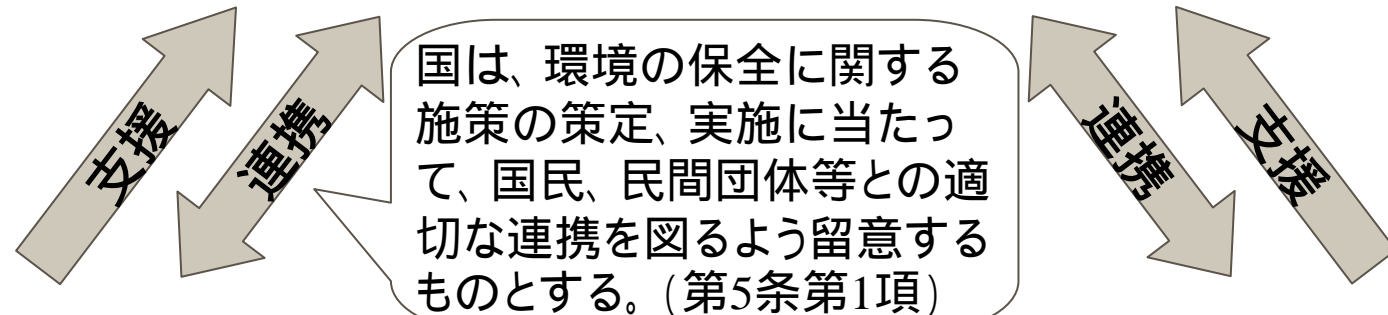 支援
連携
国は、環境の保全に関する
施策の策定、実施に当たっ
て、国民、民間団体等との適
切な連携を図るよう留意する
ものとする。(第5条第1項)
連携
支援